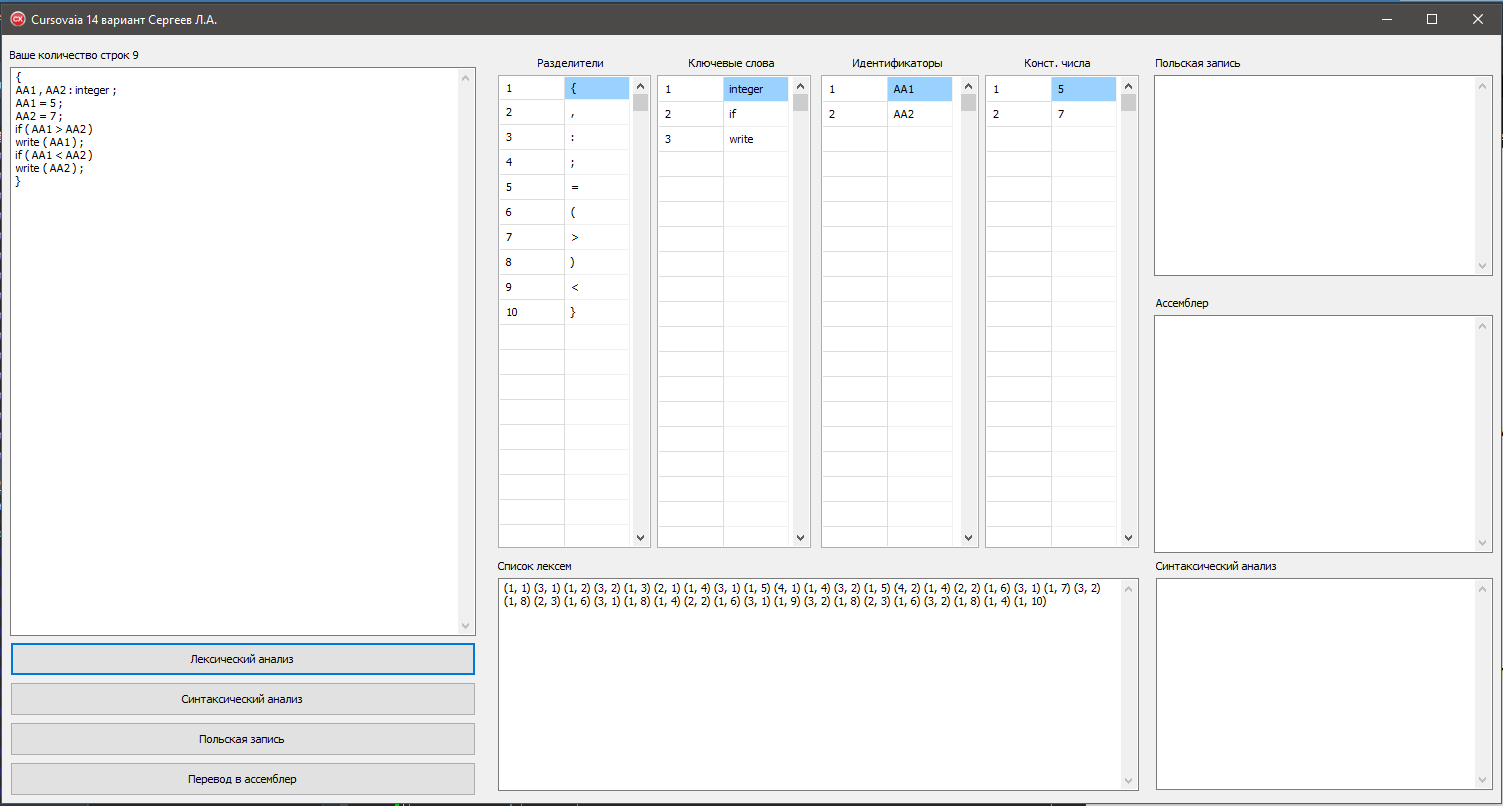 Cursovaia 14 вариант Сергеев Л.А.
Ваше количество строк 9
{
AA1 , AA2 : integer ;
AA1 = 5 ;
AA2 = 7 ;
if ( AA1 > AA2 )
write ( AA1 ) ;
if ( AA1 < AA2 )
write ( AA2 ) ;
}
Лексический анализ
Синтаксический анализ
Польская запись
Перевод в ассемблер
Разделители
1 {
2 ,
3 :
4 ;
5 =
6 (
7 >
8 )
9 <
10 }
Ключевые слова
1 integer
2 if
3 write
Идентификаторы
1 AA1
2 AA2
Конст. числа
1 5
2 7
Список лексем
(1, 1) (3, 1) (1, 2) (3, 2) (1, 3) (2, 1) (1, 4) (3, 1) (1, 5) (4, 1) (1, 4) (3, 2) (1, 5) (4, 2) (1, 4) (2, 2) (1, 6) (3, 1) (1, 7) (3, 2)
(1, 8) (2, 3) (1, 6) (3, 1) (1, 8) (1, 4) (2, 2) (1, 6) (3, 1) (1, 9) (3, 2) (1, 8) (2, 3) (1, 6) (3, 2) (1, 8) (1, 4) (1, 10)
Польская запись
Ассемблер
Синтаксический анализ